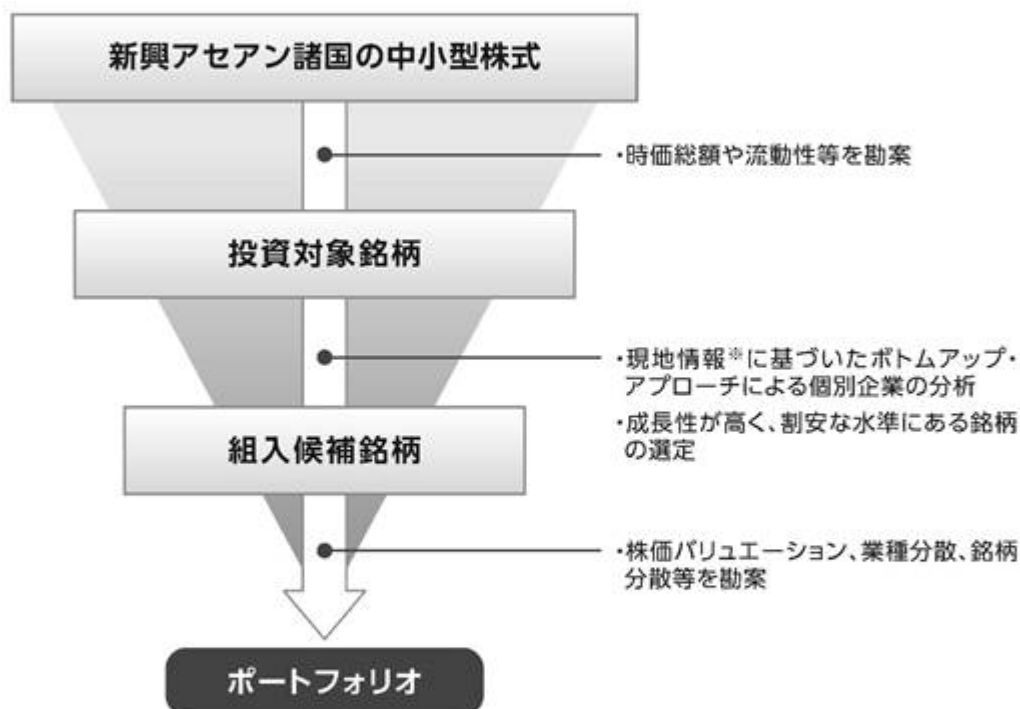 新興アセアン諸国の中小型株式
・時価総額や流動性等を勘案
投資対象銘柄
・現地情報※に基づいたボトムアップ・
アプローチによる個別企業の分析
・成長性が高く、割安な水準にある銘柄
の選定
組入候補銘柄
・株価バリュエーション、業種分散、銘柄
分散等を勘案
ポートフォリオ